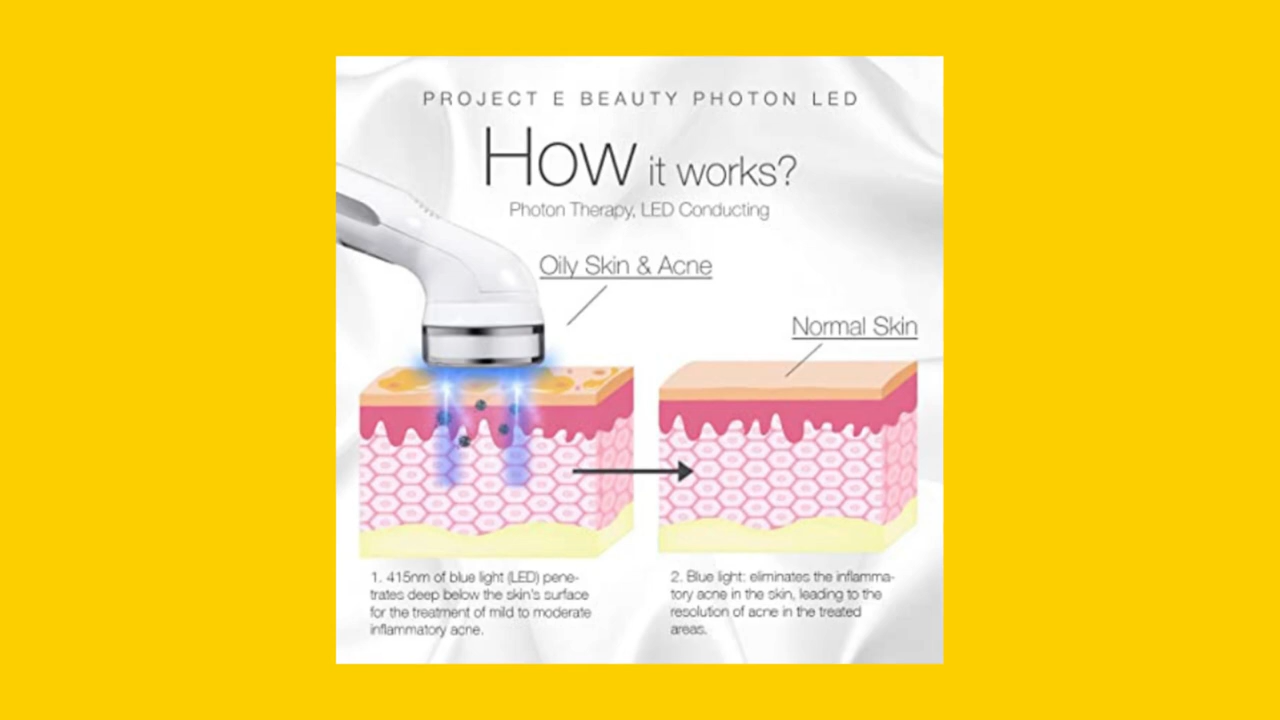 PROJECT E BEAUTY PHOTON LED
How it works?
Photon Therapy, LED Conducting
Oily Skin & Acne
Normal Skin
1. 415nm of blue light (LED) pene-
trates deep below the skin's surface
for the treatment of mild to moderate
inflammatory acne.
2. Blue light: eliminates the inflamma-
tory acne in the skin, leading to the
resolution of acne in the treated
areas.